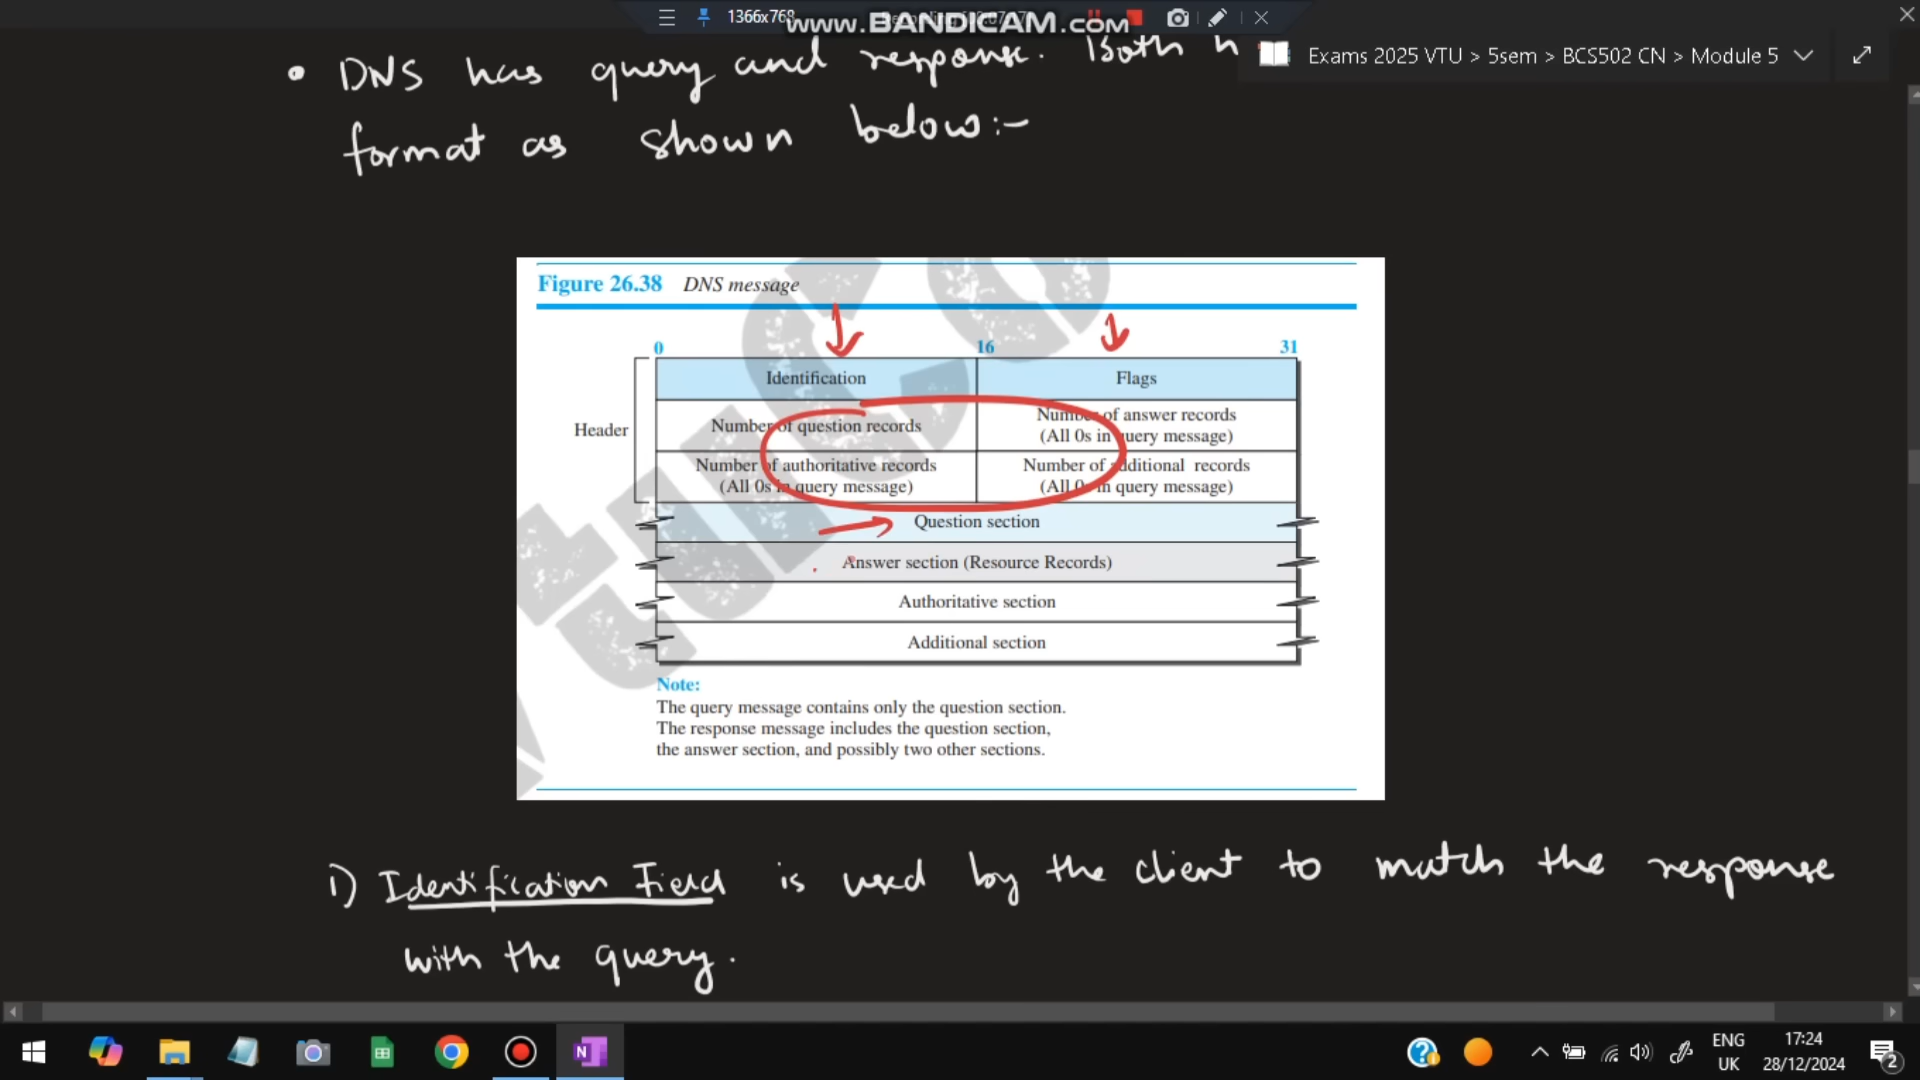 1366x768
www.BANDICAM.com
DNS has query and response. Both h
Exams 2025 VTU > 5sem > BCS502 CN > Module 5
format as shown below:-
Figure 26.38 DNS message
0 16 31
Identification Flags
Header
Number of question records
Number of answer records
(All 0s in query message)
Number of authoritative records
(All 0s in query message)
Number of additional records
(All 0s in query message)
Question section
Answer section (Resource Records)
Authoritative section
Additional section
Note:
The query message contains only the question section.
The response message includes the question section,
the answer section, and possibly two other sections.
1) Identification Field is used by the client to match the response
with the query.
ENG 17:24
UK 28/12/2024
2